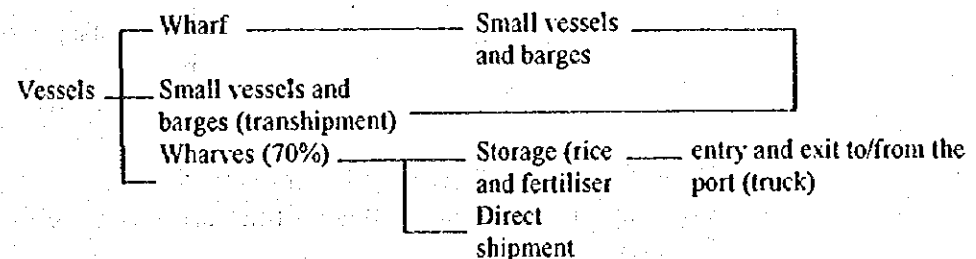 Wharf Small vessels
and barges
Vessels Small vessels and
barges (transhipment)
Wharves (70%) Storage (rice entry and exit to/from the
and fertiliser port (truck)
Direct
shipment